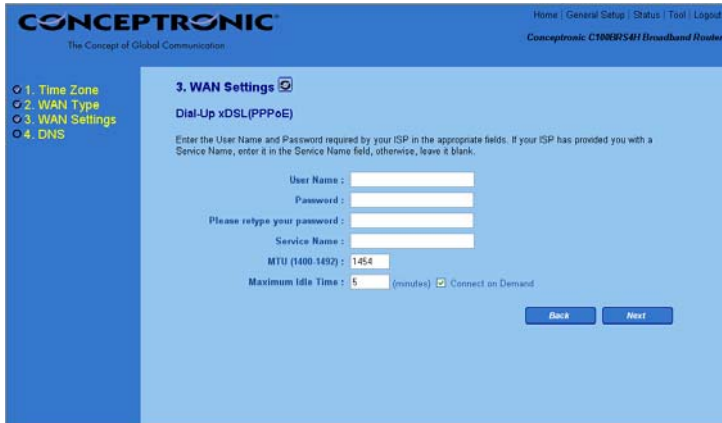 CONCEPTRONIC
The Concept of Global Communication
Home | General Setup | Status | Tool | Logout
Conceptronic C100BRS4H Broadband Router
1. Time Zone
2. WAN Type
3. WAN Settings
4. DNS
3. WAN Settings
Dial-Up xDSL(PPPoE)
Enter the User Name and Password required by your ISP in the appropriate fields. If your ISP has provided you with a
Service Name, enter it in the Service Name field, otherwise, leave it blank.
User Name :
Password :
Please retype your password :
Service Name :
MTU (1400-1492) : 1454
Maximum Idle Time : 5 (minutes) Connect on Demand
Back Next